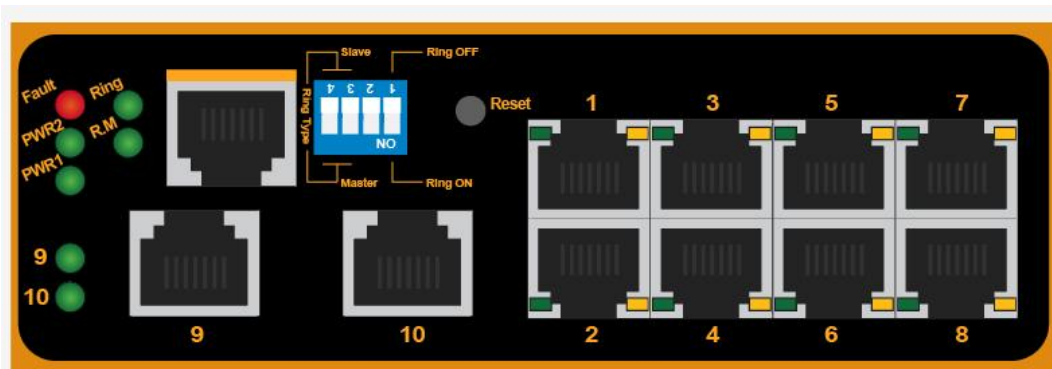 Slave
Ring OFF
Fault
Ring
PWR2
R.M
PWR1
Ring Type
4 3 2 1
ON
Reset
Master
Ring ON
1 3 5 7
9
10
9
10
2 4 6 8